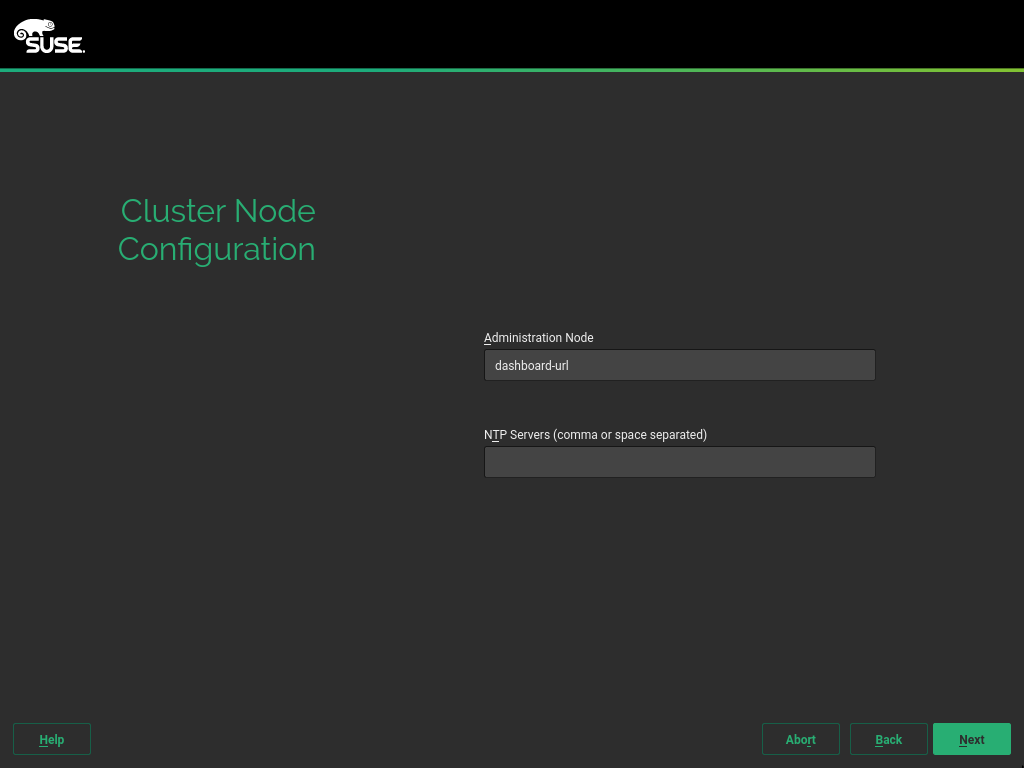 SUSE
Cluster Node
Configuration
Administration Node
dashboard-url
NTP Servers (comma or space separated)
Help
Abort
Back
Next